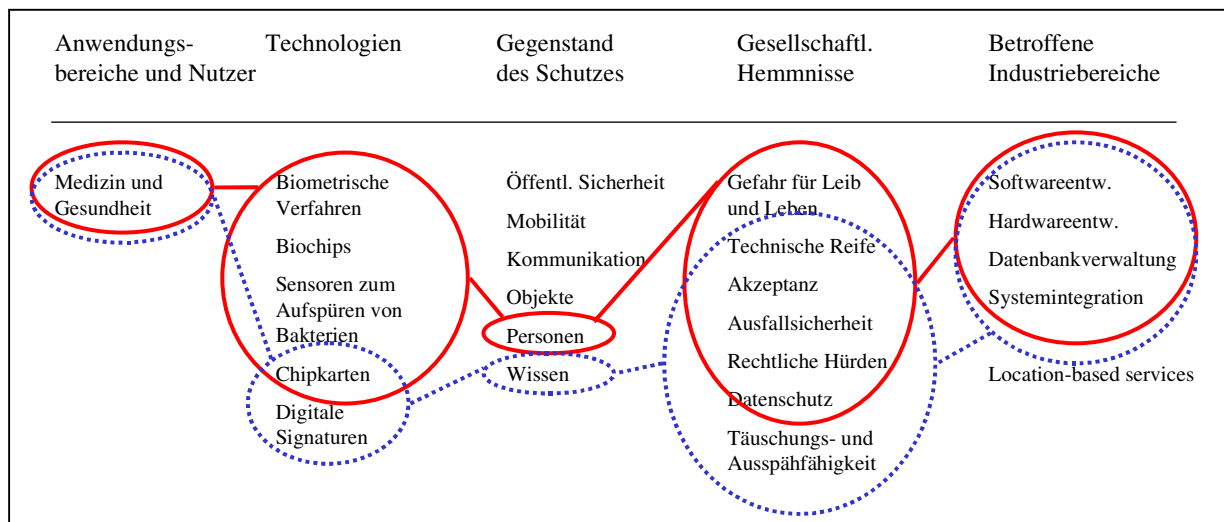 Anwendungs-
bereiche und Nutzer
Technologien
Gegenstand
des Schutzes
Gesellschaftl.
Hemmnisse
Betroffene
Industriebereiche
Medizin und
Gesundheit
Biometrische
Verfahren
Biochips
Sensoren zum
Aufspüren von
Bakterien
Chipkarten
Digitale
Signaturen
Öffentl. Sicherheit
Mobilität
Kommunikation
Objekte
Personen
Wissen
Gefahr für Leib
und Leben
Technische Reife
Akzeptanz
Ausfallsicherheit
Rechtliche Hürden
Datenschutz
Täuschungs- und
Ausspähfähigkeit
Softwareentw.
Hardwareentw.
Datenbankverwaltung
Systemintegration
Location-based services